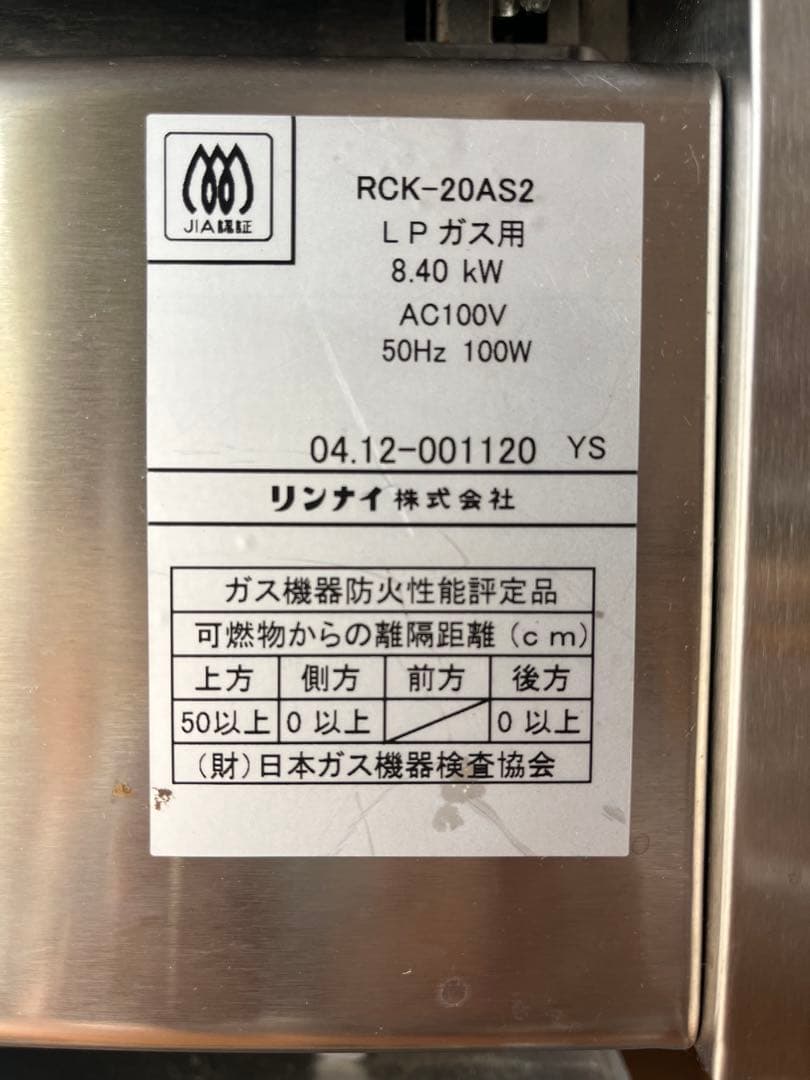 JIA認証
RCK-20AS2
LPガス用
8.40 kW
AC100V
50Hz 100W
04.12-001120 YS
リンナイ株式会社
ガス機器防火性能評定品
可燃物からの離隔距離(cm)
上方 側方 前方 後方
50以上 0以上 0以上
(財)日本ガス機器検査協会